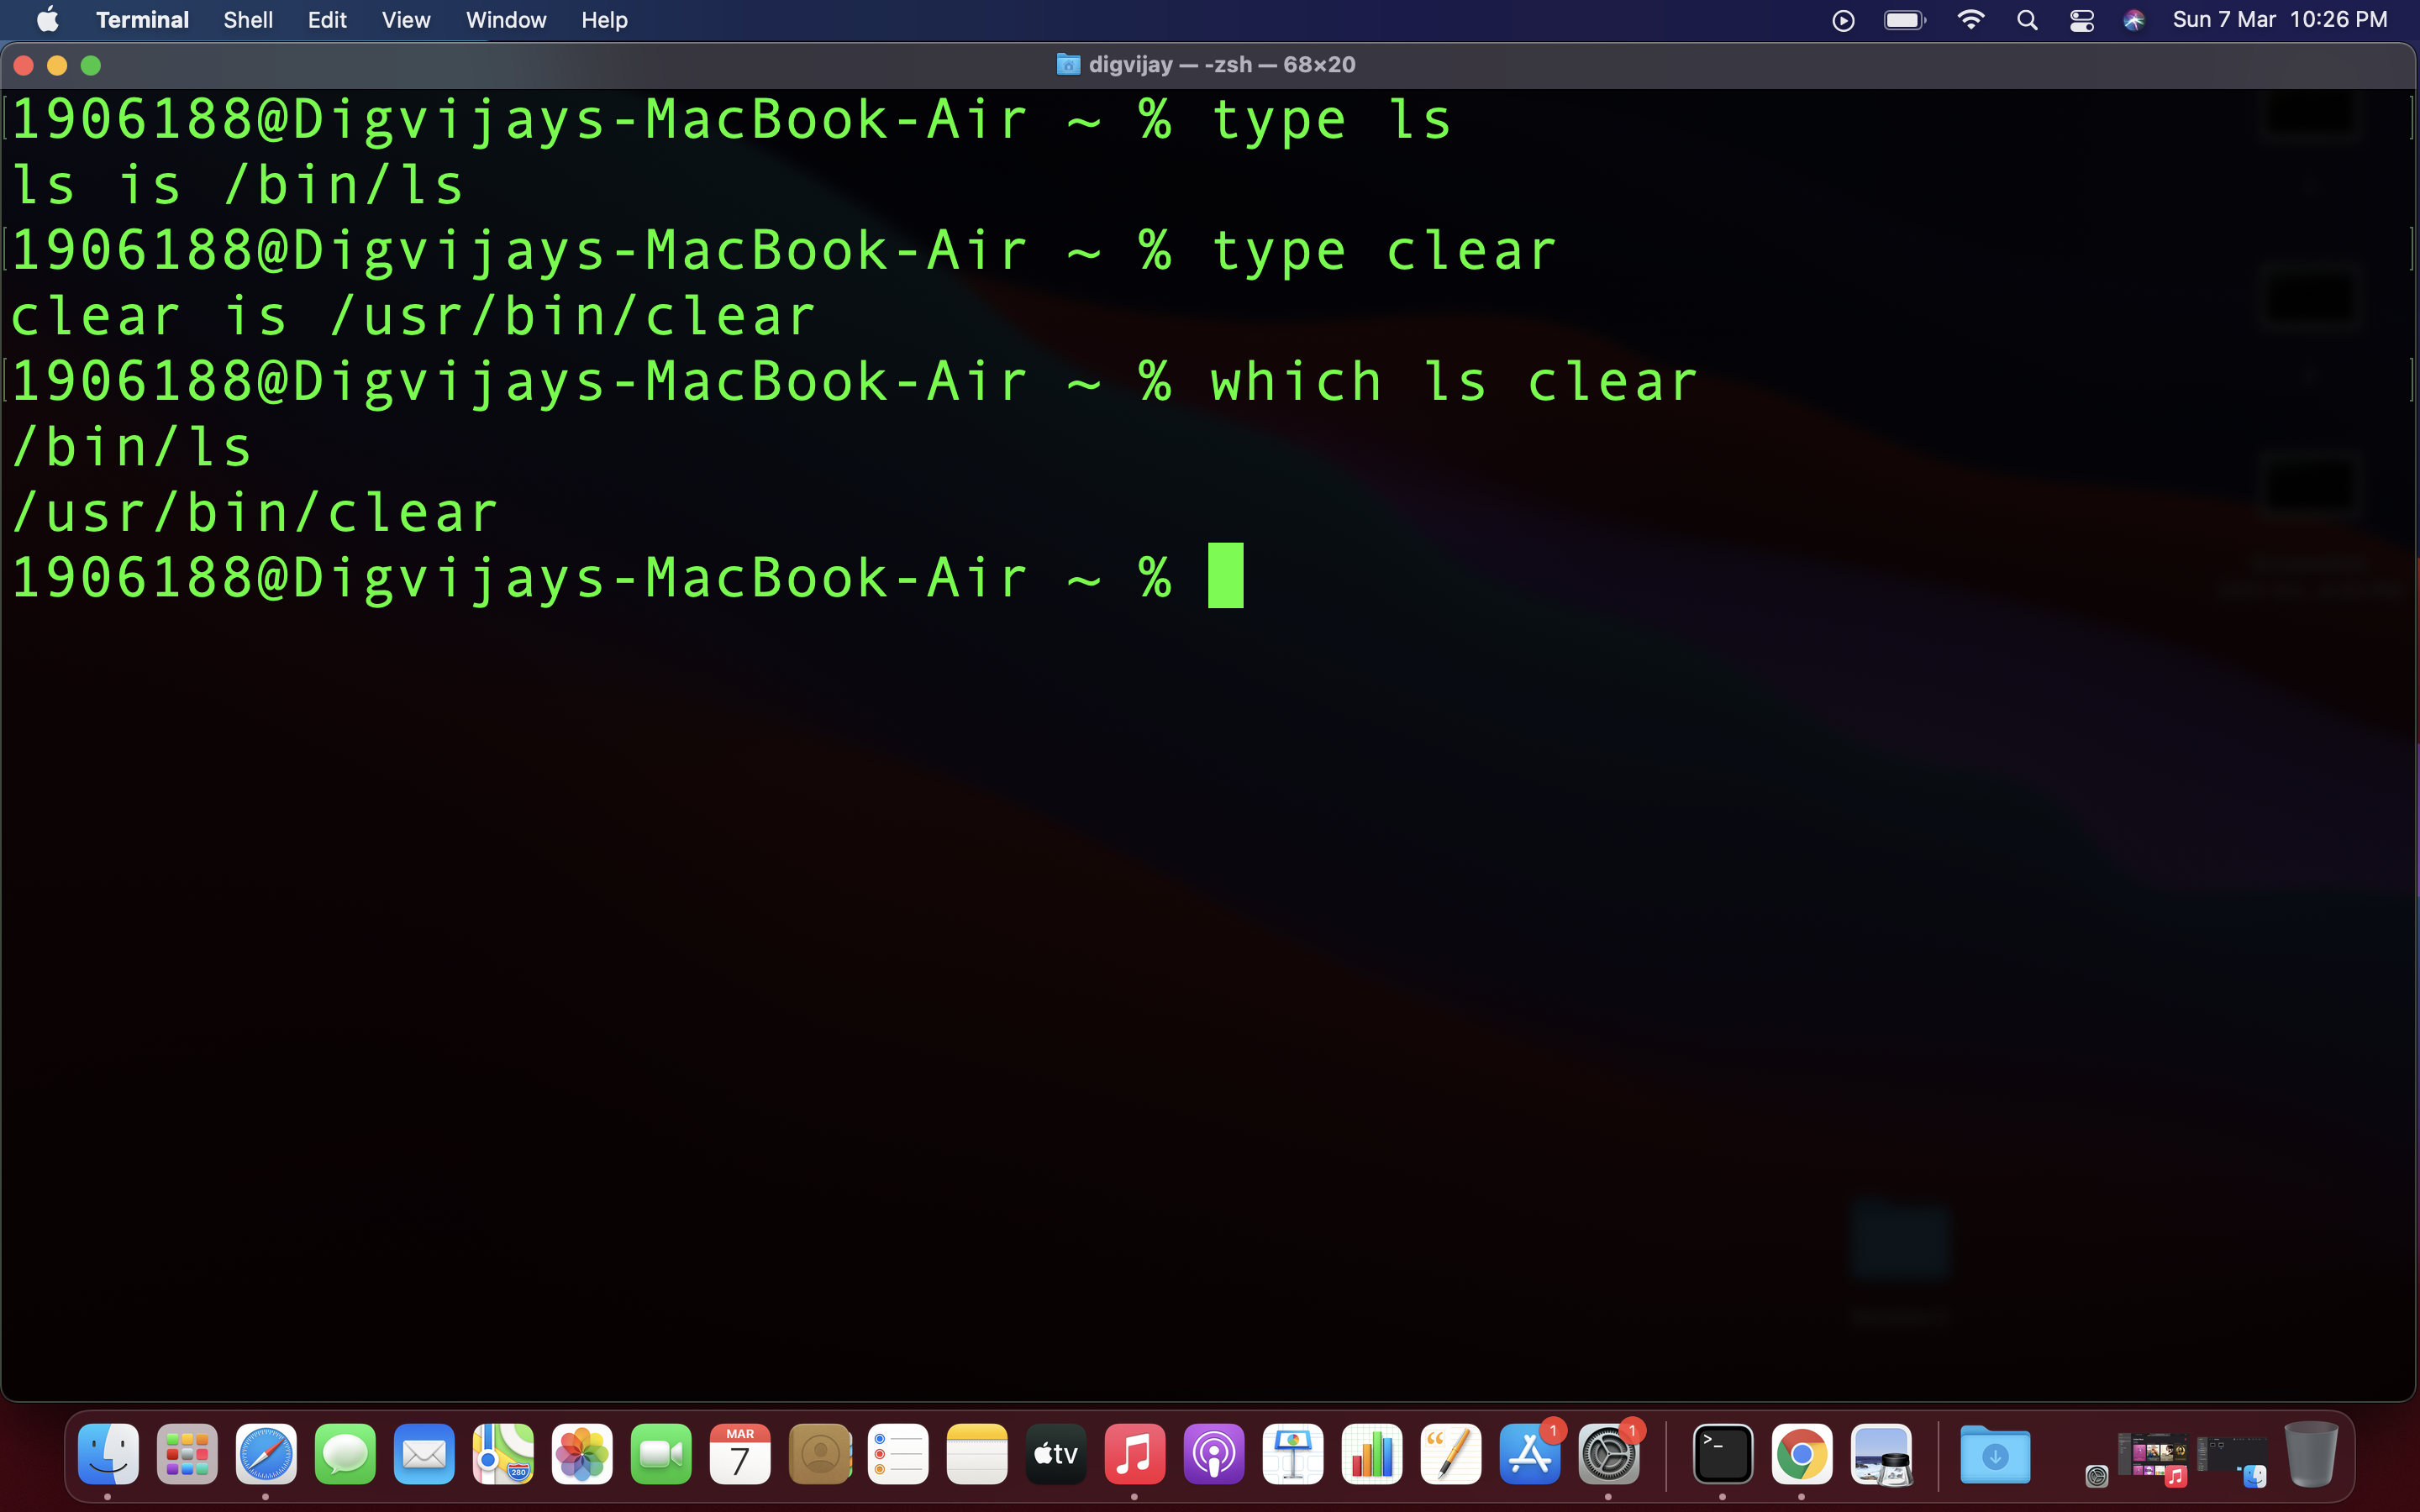 Terminal Shell Edit View Window Help Sun 7 Mar 10:26 PM
digvijay — -zsh — 68×20
1906188@Digvijays-MacBook-Air ~ % type ls
ls is /bin/ls
1906188@Digvijays-MacBook-Air ~ % type clear
clear is /usr/bin/clear
1906188@Digvijays-MacBook-Air ~ % which ls clear
/bin/ls
/usr/bin/clear
1906188@Digvijays-MacBook-Air ~ %
MAR
7
280
tv
1
1
>_